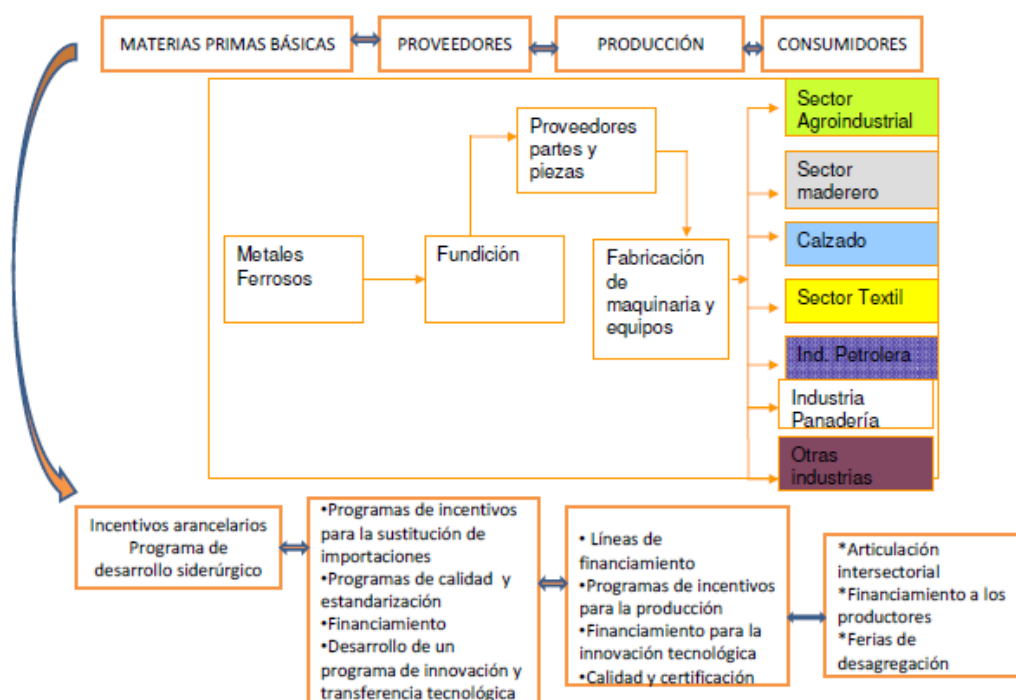 MATERIAS PRIMAS BÁSICAS
PROVEEDORES
PRODUCCIÓN
CONSUMIDORES
Metales
Ferrosos
Fundición
Proveedores
partes y
piezas
Fabricación
de
maquinaria y
equipos
Sector
Agroindustrial
Sector
maderero
Calzado
Sector Textil
Ind. Petrolera
Industria
Panadería
Otras
industrias
Incentivos arancelarios
Programa de
desarrollo siderúrgico
•Programas de incentivos
para la sustitución de
importaciones
•Programas de calidad y
estandarización
•Financiamiento
•Desarrollo de un
programa de innovación y
transferencia tecnológica
• Líneas de
financiamiento
•Programas de incentivos
para la producción
•Financiamiento para la
innovación tecnológica
•Calidad y certificación
*Articulación
intersectorial
*Financiamiento a los
productores
*Ferias de
desagregación